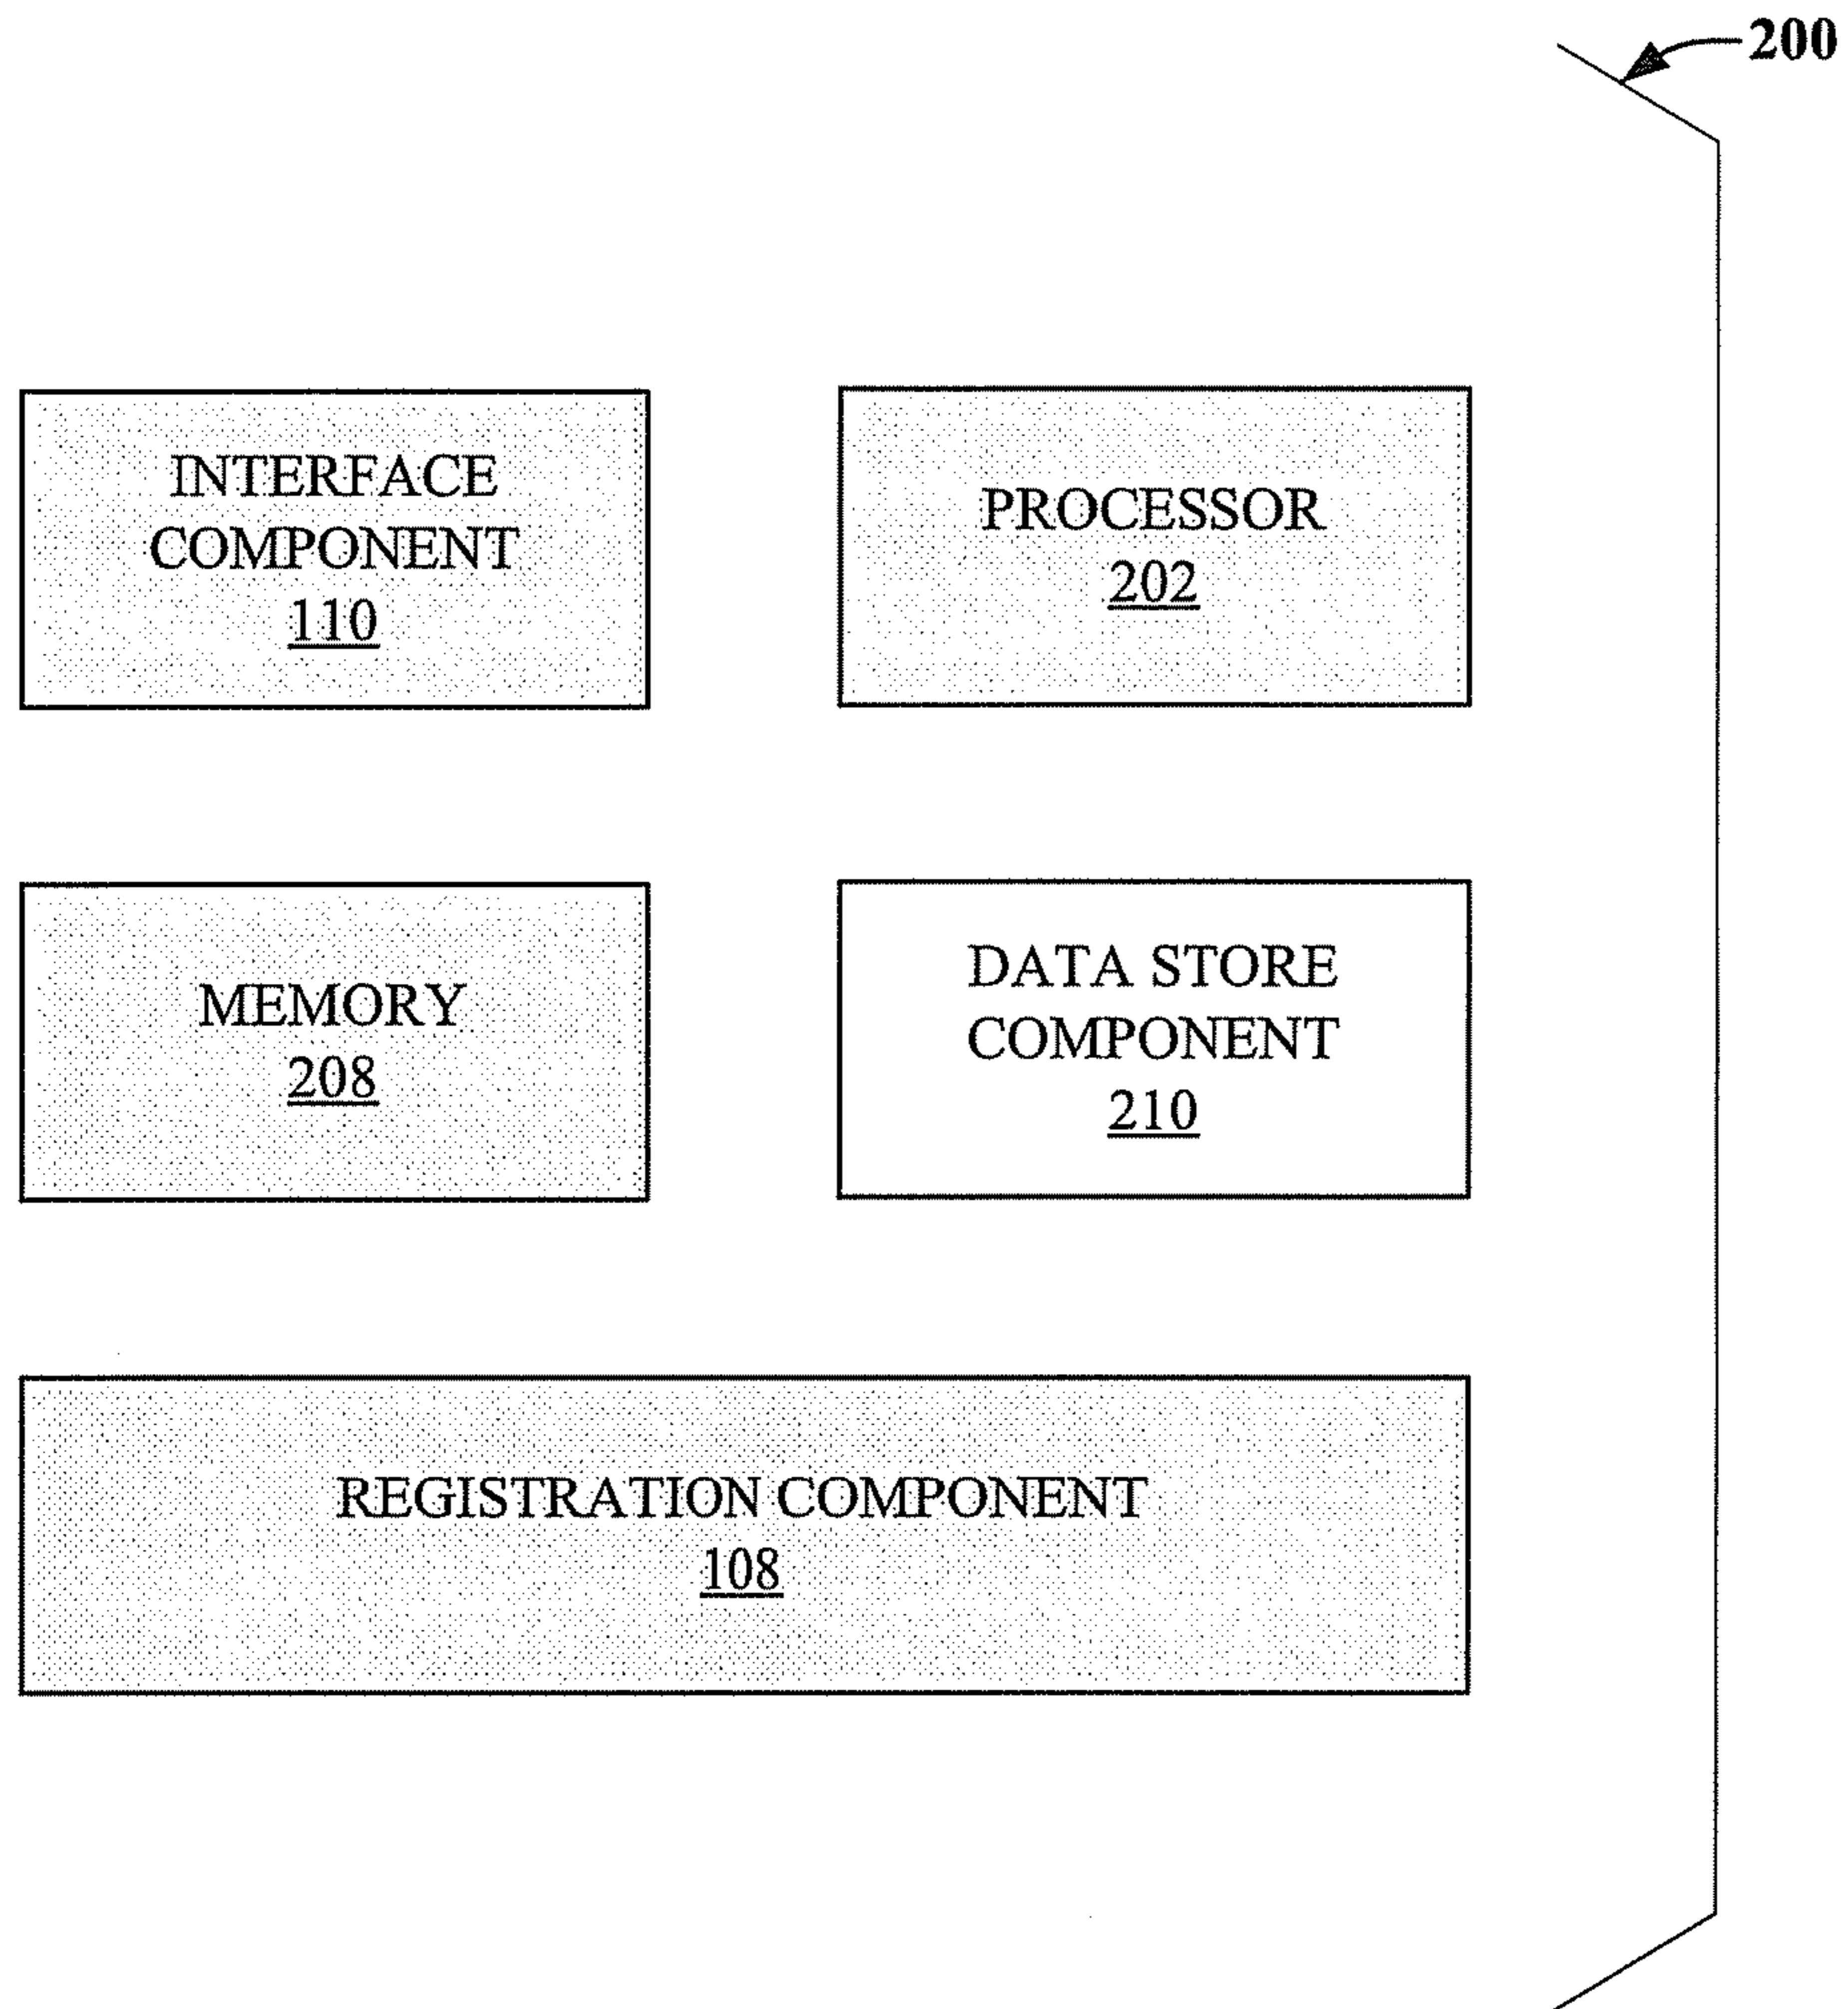 200
INTERFACE
COMPONENT
110
PROCESSOR
202
MEMORY
208
DATA STORE
COMPONENT
210
REGISTRATION COMPONENT
108